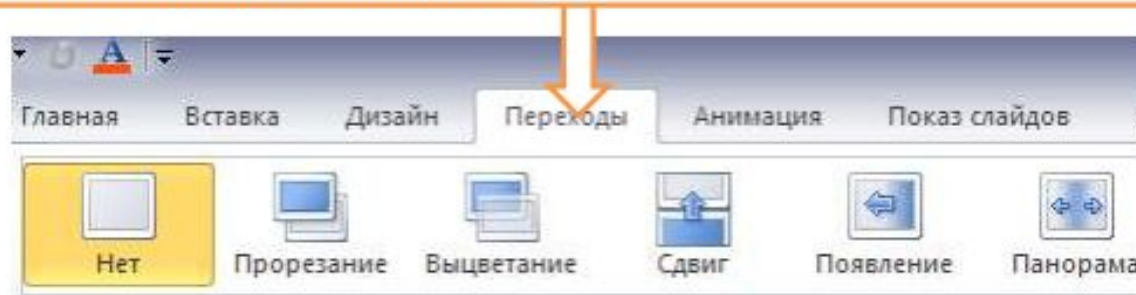 A
Главная Вставка Дизайн Переходы Анимация Показ слайдов
Нет Прорезание Выцветание Сдвиг Появление Панорама